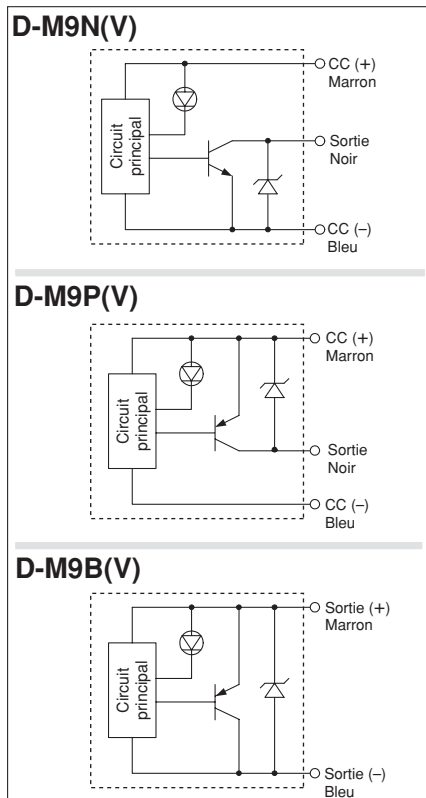 D-M9N(V)
CC (+)
Marron
Circuit
principal
Sortie
Noir
CC (–)
Bleu
D-M9P(V)
CC (+)
Marron
Circuit
principal
Sortie
Noir
CC (–)
Bleu
D-M9B(V)
Sortie (+)
Marron
Circuit
principal
Sortie (–)
Bleu